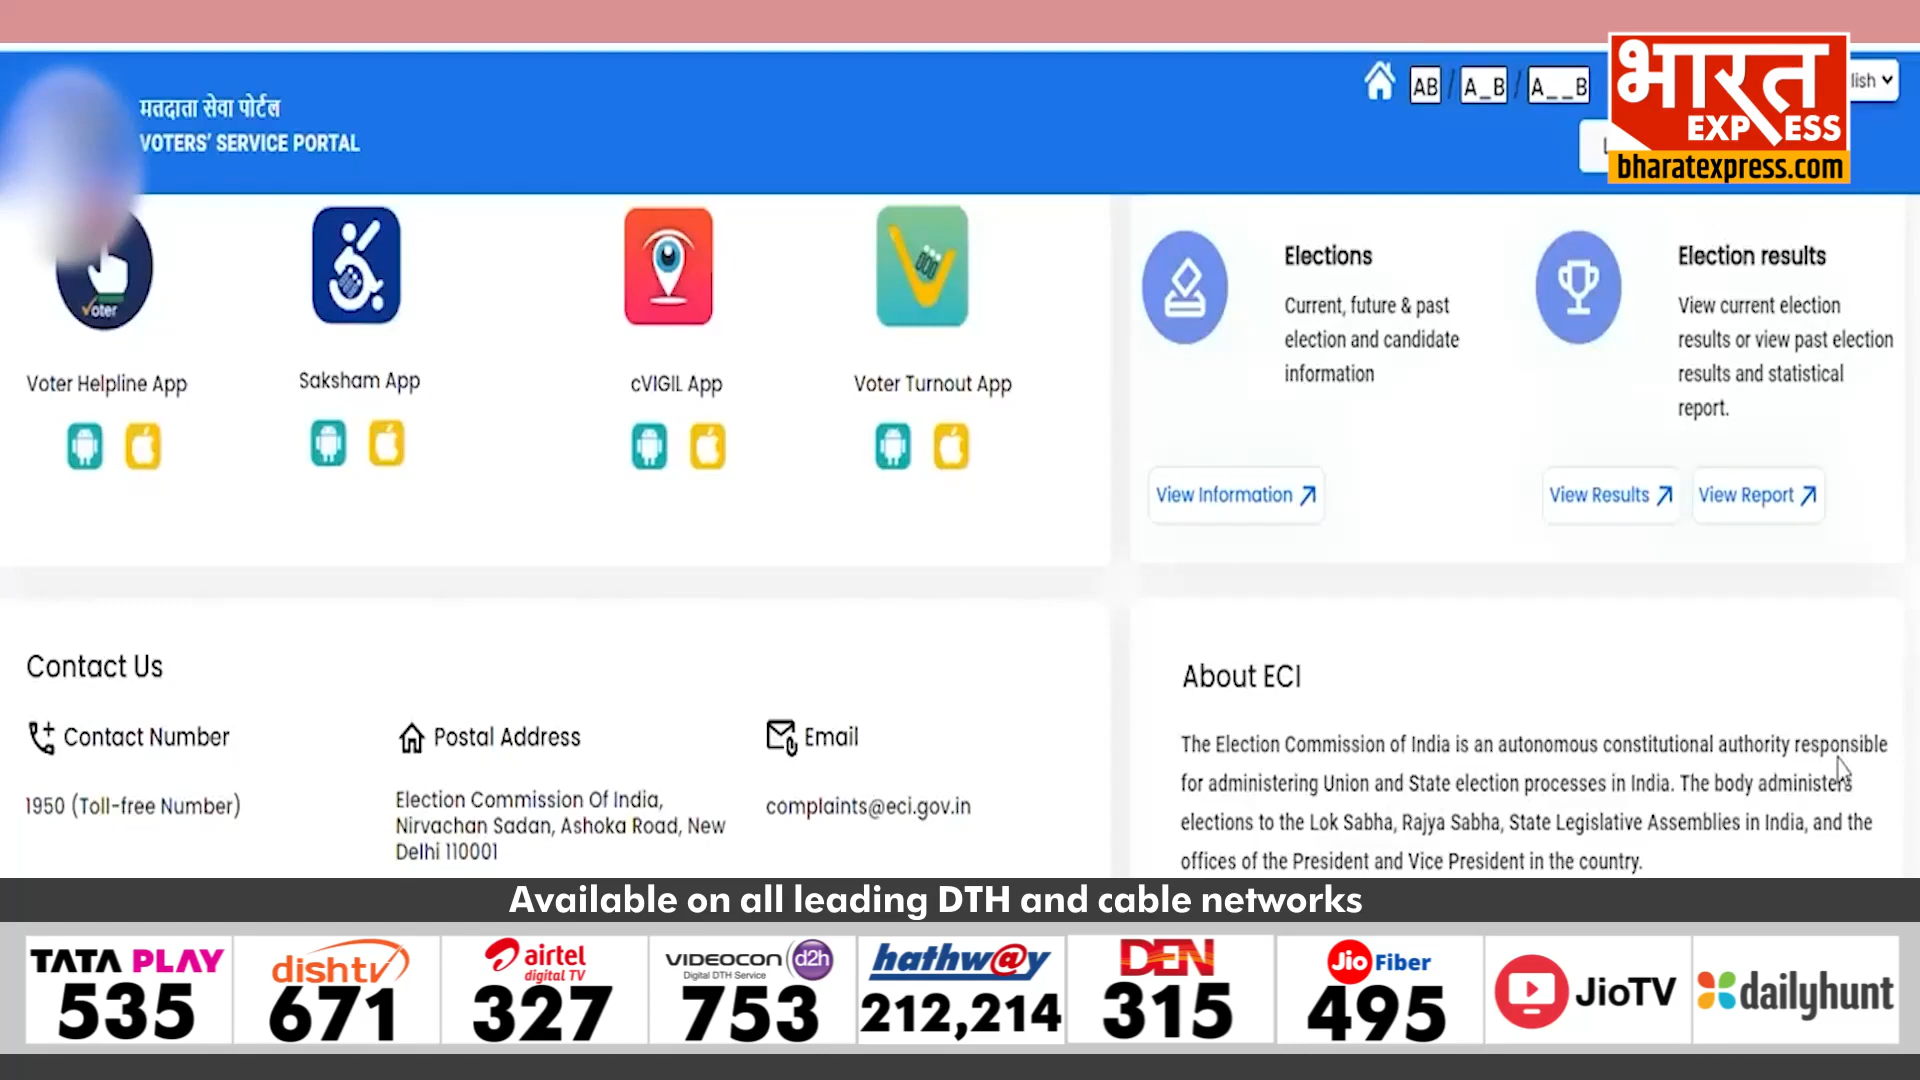 मतदाता सेवा पोर्टल
VOTERS' SERVICE PORTAL
AB / A_B / A__B
lish
भारत
EXPRESS
bharatexpress.com
Voter
Voter Helpline App
Saksham App
cVIGIL App
Voter Turnout App
Elections
Current, future & past
election and candidate
information
View Information
Election results
View current election
results or view past election
results and statistical
report.
View Results
View Report
Contact Us
Contact Number
1950 (Toll-free Number)
Postal Address
Election Commission Of India,
Nirvachan Sadan, Ashoka Road, New
Delhi 110001
Email
complaints@eci.gov.in
About ECI
The Election Commission of India is an autonomous constitutional authority responsible
for administering Union and State election processes in India. The body administers
elections to the Lok Sabha, Rajya Sabha, State Legislative Assemblies in India, and the
offices of the President and Vice President in the country.
Available on all leading DTH and cable networks
TATA PLAY
535
dishtv
671
airtel
digital TV
327
VIDEOCON d2h
Digital DTH Service
753
hathw@y
212,214
DEN
315
Jio Fiber
495
JioTV
dailyhunt